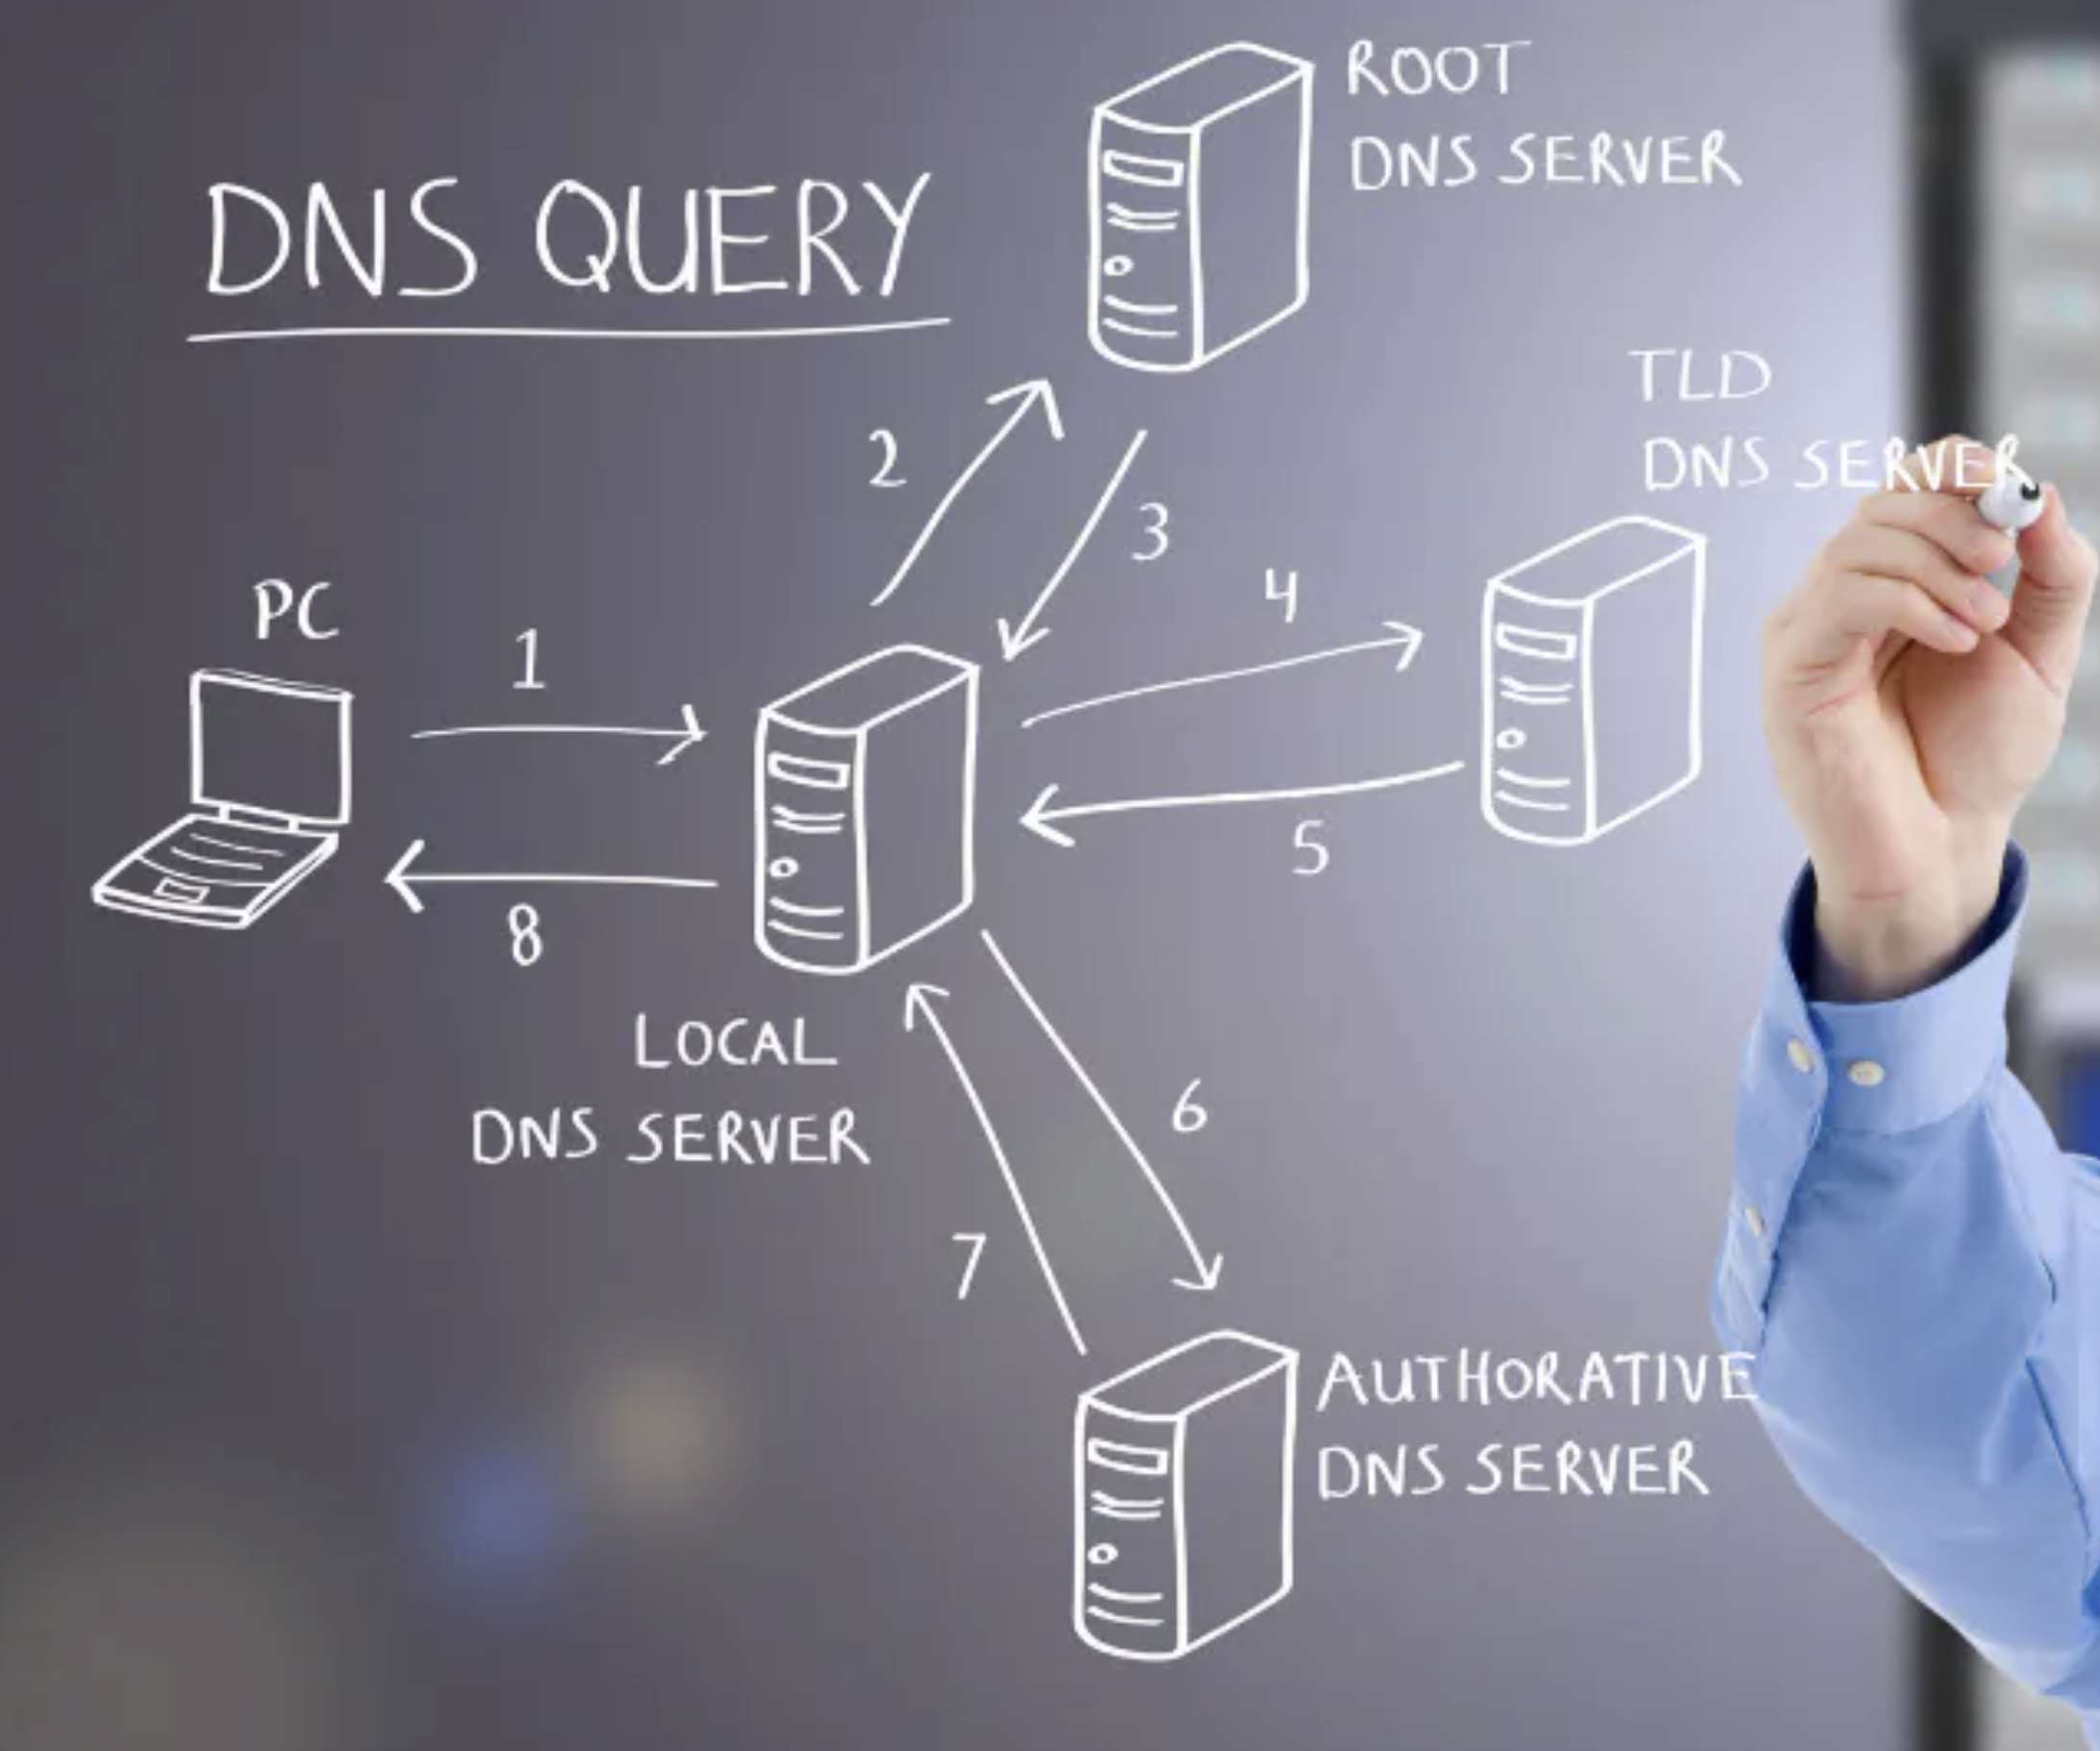 DNS QUERY
ROOT
DNS SERVER
TLD
DNS SERVER
2
3
4
PC
1
5
8
LOCAL
DNS SERVER
6
7
AUTHORATIVE
DNS SERVER